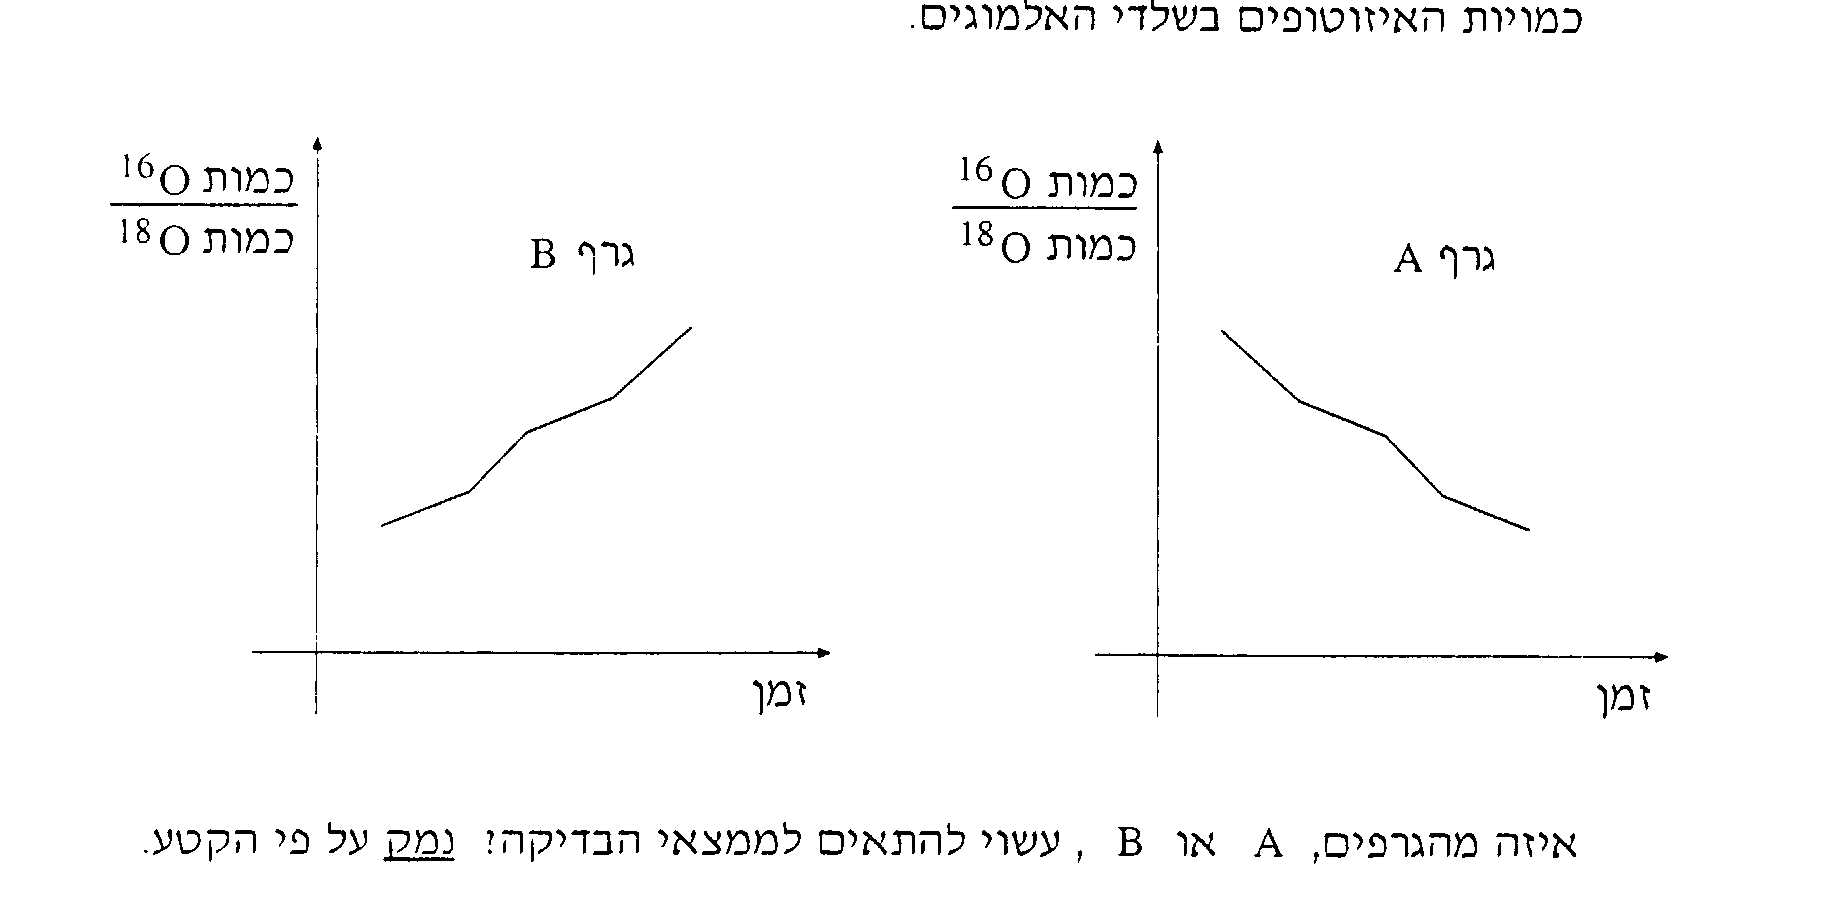 כמויות האיזוטופים בשלדי האלמוגים.
כמות ¹⁶O
כמות ¹⁸O
גרף A
זמן
כמות ¹⁶O
כמות ¹⁸O
גרף B
זמן
איזה מהגרפים, A או B , עשוי להתאים לממצאי הבדיקה? נמק על פי הקטע.